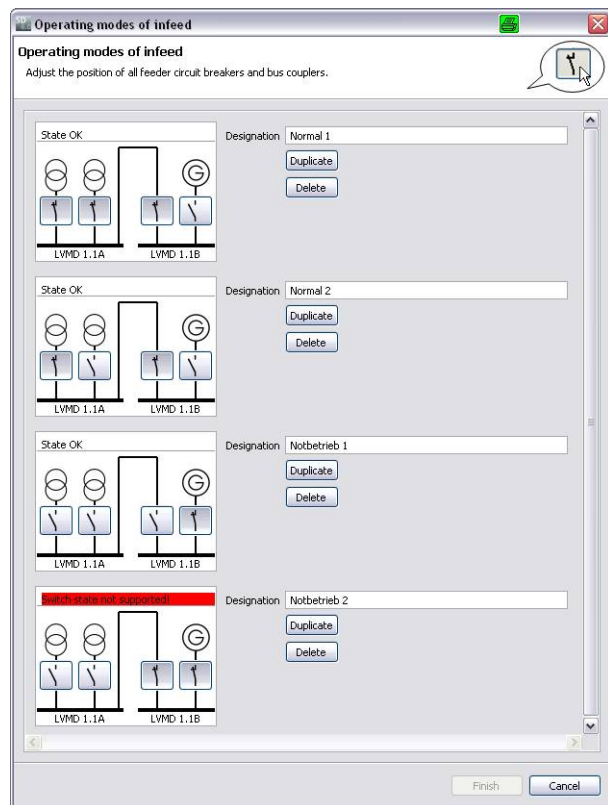 Operating modes of infeed
Operating modes of infeed
Adjust the position of all feeder circuit breakers and bus couplers.
State OK
Designation Normal 1
Duplicate
Delete
G
LVMD 1.1A LVMD 1.1B
State OK
Designation Normal 2
Duplicate
Delete
G
LVMD 1.1A LVMD 1.1B
State OK
Designation Notbetrieb 1
Duplicate
Delete
G
LVMD 1.1A LVMD 1.1B
Switch state not supported!
Designation Notbetrieb 2
Duplicate
Delete
G
LVMD 1.1A LVMD 1.1B
Finish Cancel